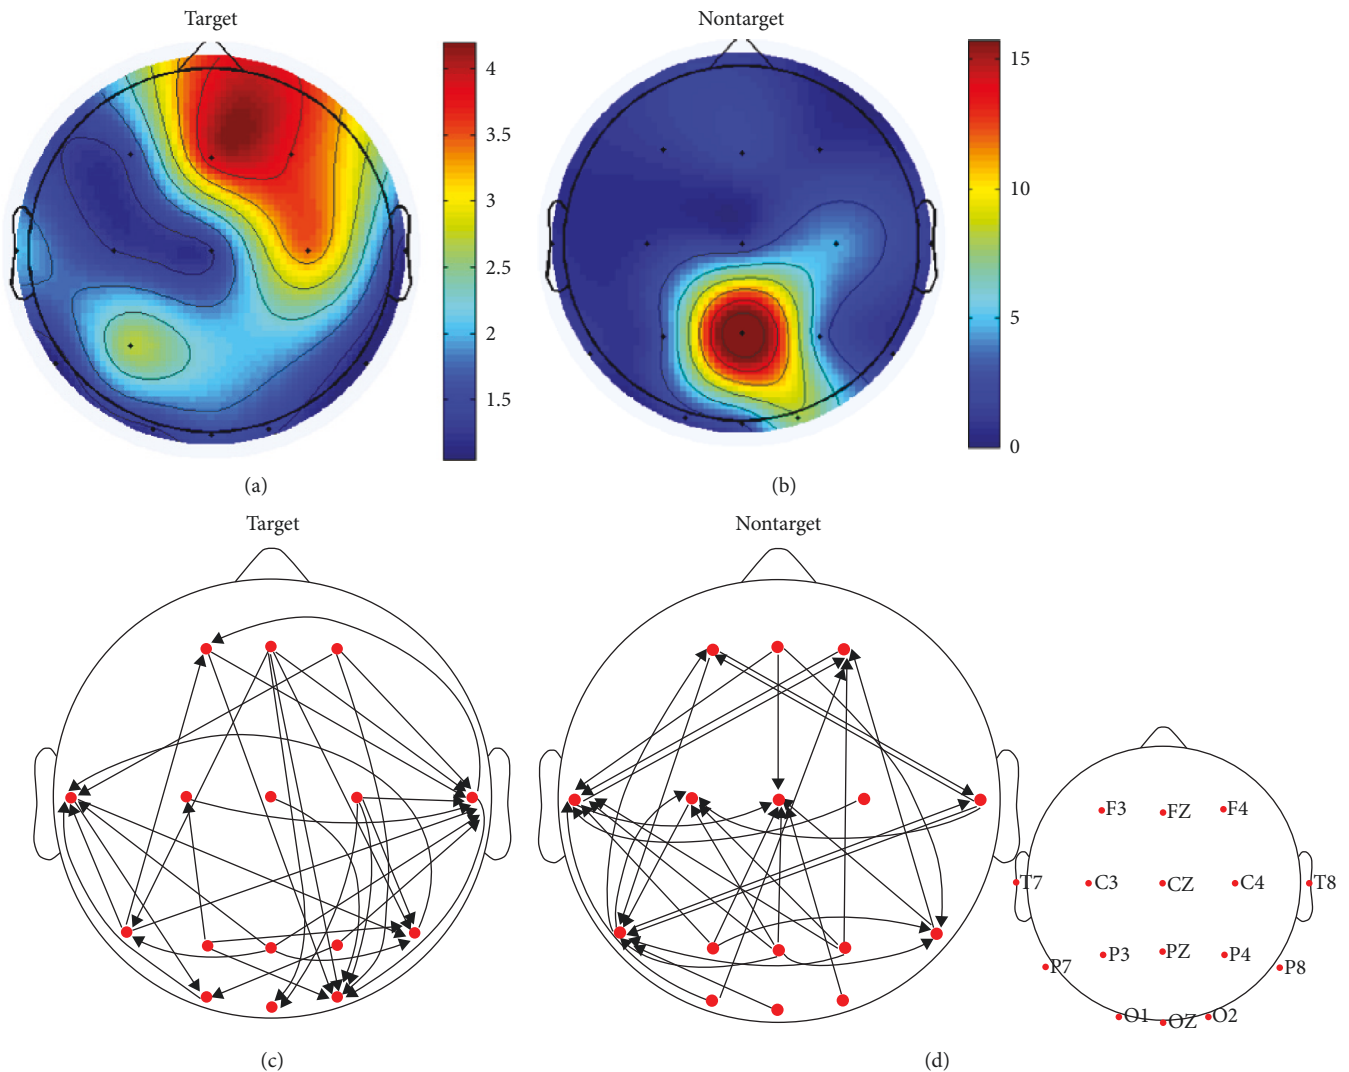 Target
Nontarget
4
3.5
3
2.5
2
1.5
15
10
5
0
(a)
(b)
Target
Nontarget
F3
FZ
F4
T7
C3
CZ
C4
T8
P7
P3
PZ
P4
P8
O1
OZ
O2
(c)
(d)